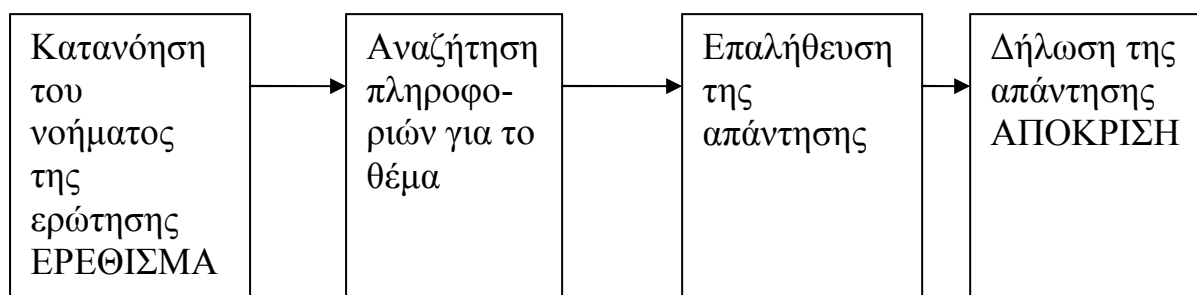 Κατανόηση
του
νοήματος
της
ερώτησης
ΕΡΕΘΙΣΜΑ
Αναζήτηση
πληροφο-
ριών για το
θέμα
Επαλήθευση
της
απάντησης
Δήλωση της
απάντησης
ΑΠΟΚΡΙΣΗ